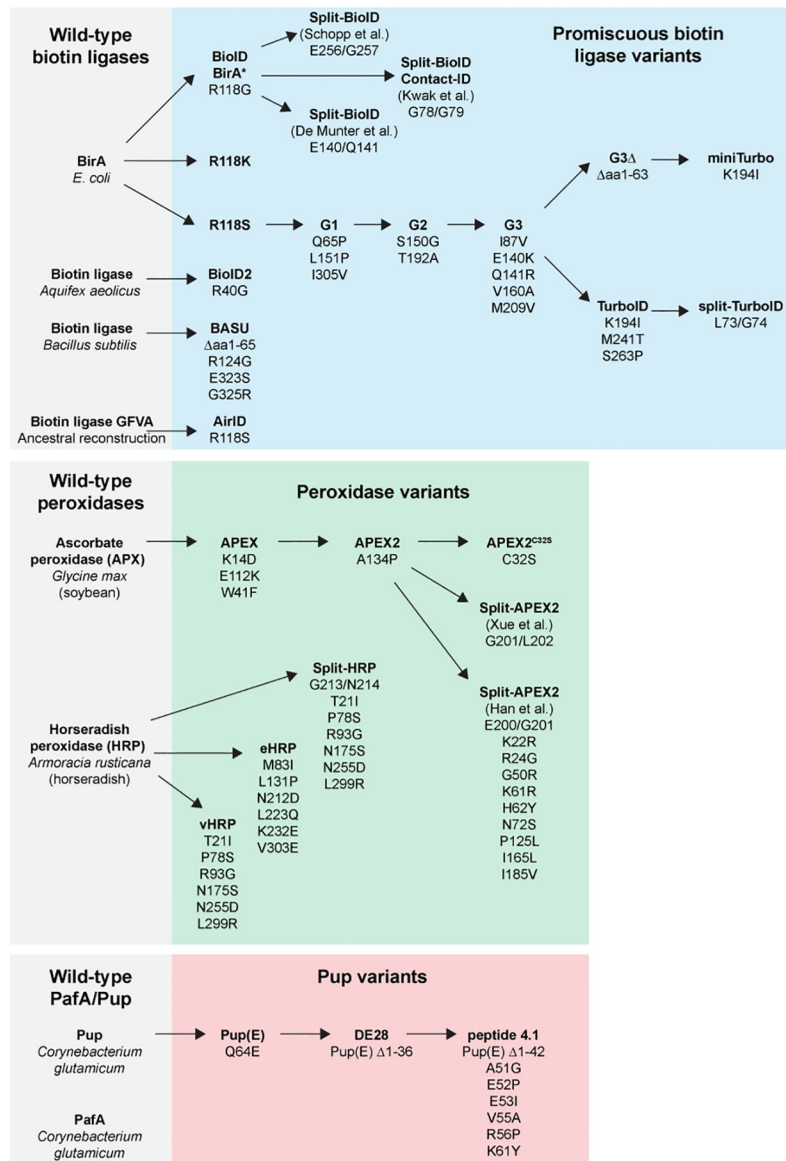 Wild-type
biotin ligases
Promiscuous biotin
ligase variants
BirA
E. coli
BioID
BirA*
R118G
Split-BioID
(Schopp et al.)
E256/G257
Split-BioID
Contact-ID
(Kwak et al.)
G78/G79
Split-BioID
(De Munter et al.)
E140/Q141
R118K
R118S
G1
Q65P
L151P
I305V
G2
S150G
T192A
G3
I87V
E140K
Q141R
V160A
M209V
G3Δ
Δaa1-63
miniTurbo
K194I
TurboID
K194I
M241T
S263P
split-TurboID
L73/G74
Biotin ligase
Aquifex aeolicus
BioID2
R40G
Biotin ligase
Bacillus subtilis
BASU
Δaa1-65
R124G
E323S
G325R
Biotin ligase GFVA
Ancestral reconstruction
AirID
R118S
Wild-type
peroxidases
Peroxidase variants
Ascorbate
peroxidase (APX)
Glycine max
(soybean)
APEX
K14D
E112K
W41F
APEX2
A134P
APEX2C32S
C32S
Split-APEX2
(Xue et al.)
G201/L202
Split-APEX2
(Han et al.)
E200/G201
K22R
R24G
G50R
K61R
H62Y
N72S
P125L
I165L
I185V
Horseradish
peroxidase (HRP)
Armoracia rusticana
(horseradish)
Split-HRP
G213/N214
T21I
P78S
R93G
N175S
N255D
L299R
eHRP
M83I
L131P
N212D
L223Q
K232E
V303E
vHRP
T21I
P78S
R93G
N175S
N255D
L299R
Wild-type
PafA/Pup
Pup variants
Pup
Corynebacterium
glutamicum
Pup(E)
Q64E
DE28
Pup(E) Δ1-36
peptide 4.1
Pup(E) Δ1-42
A51G
E52P
E53I
V55A
R56P
K61Y
PafA
Corynebacterium
glutamicum